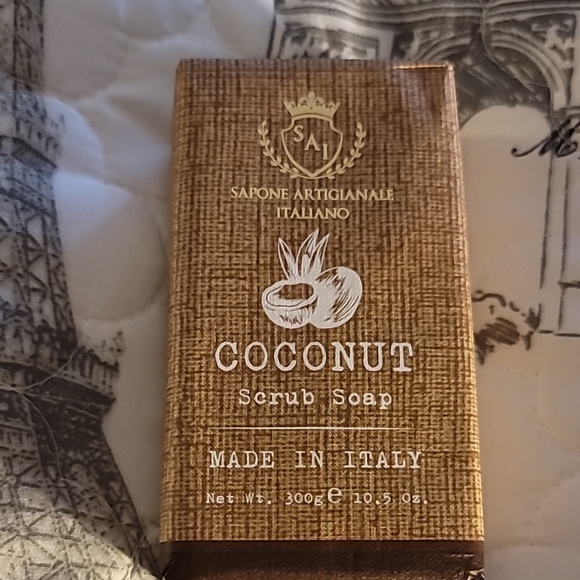 SAI
SAPONE ARTIGIANALE
ITALIANO
COCONUT
Scrub Soap
MADE IN ITALY
Net Wt. 300g e 10.5 Oz.